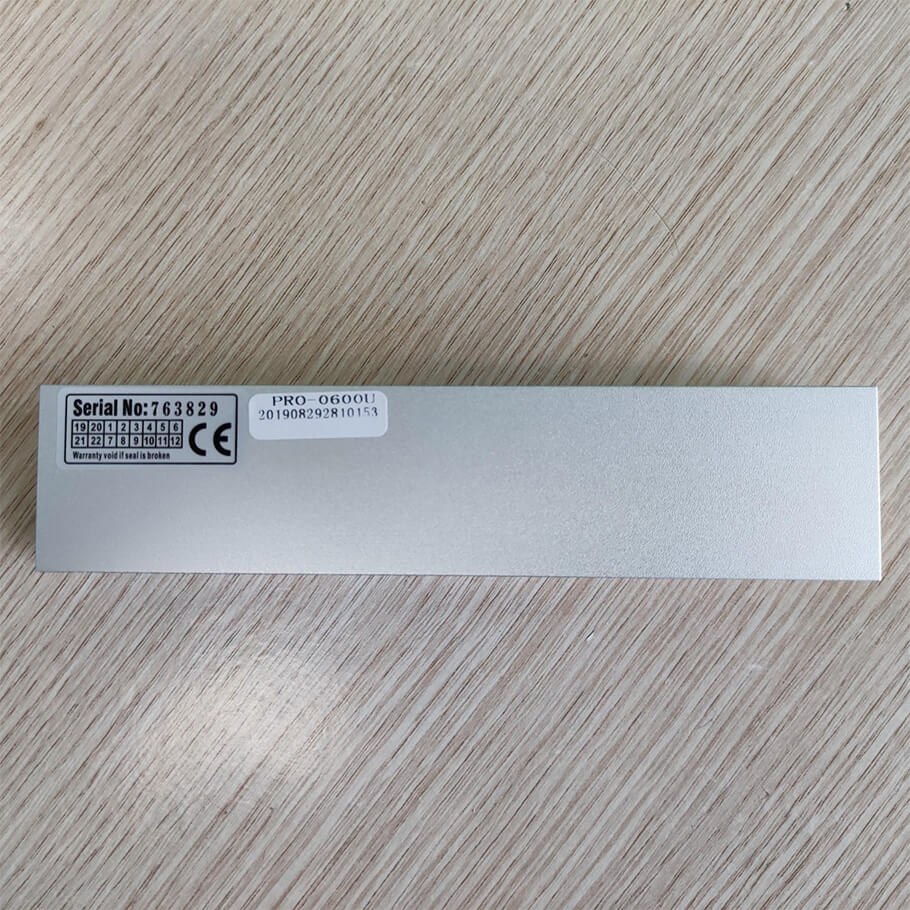 Serial No: 763829
19 20 1 2 3 4 5 6
21 22 7 8 9 10 11 12
CE
Warranty void if seal is broken
PRO-0600U
201908292810153